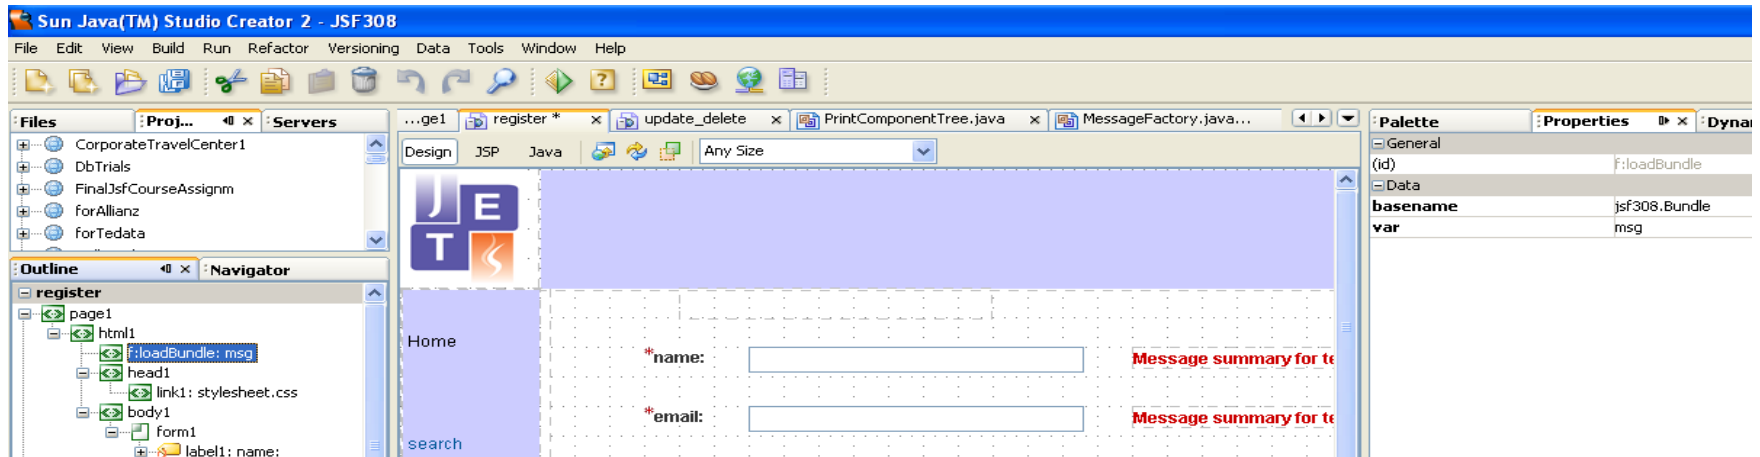 Sun Java(TM) Studio Creator 2 - JSF308
File Edit View Build Run Refactor Versioning Data Tools Window Help
Files Proj... Servers
CorporateTravelCenter1
DbTrials
FinalJsfCourseAssignm
forAllianz
forTedata
Outline Navigator
register
page1
html1
f:loadBundle: msg
head1
link1: stylesheet.css
body1
form1
label1: name:
...ge1 register * update_delete PrintComponentTree.java MessageFactory.java...
Design JSP Java Any Size
JET
Home
search
*name: Message summary for te
*email: Message summary for te
Palette Properties Dynar
General
(id) f:loadBundle
Data
basename jsf308.Bundle
var msg